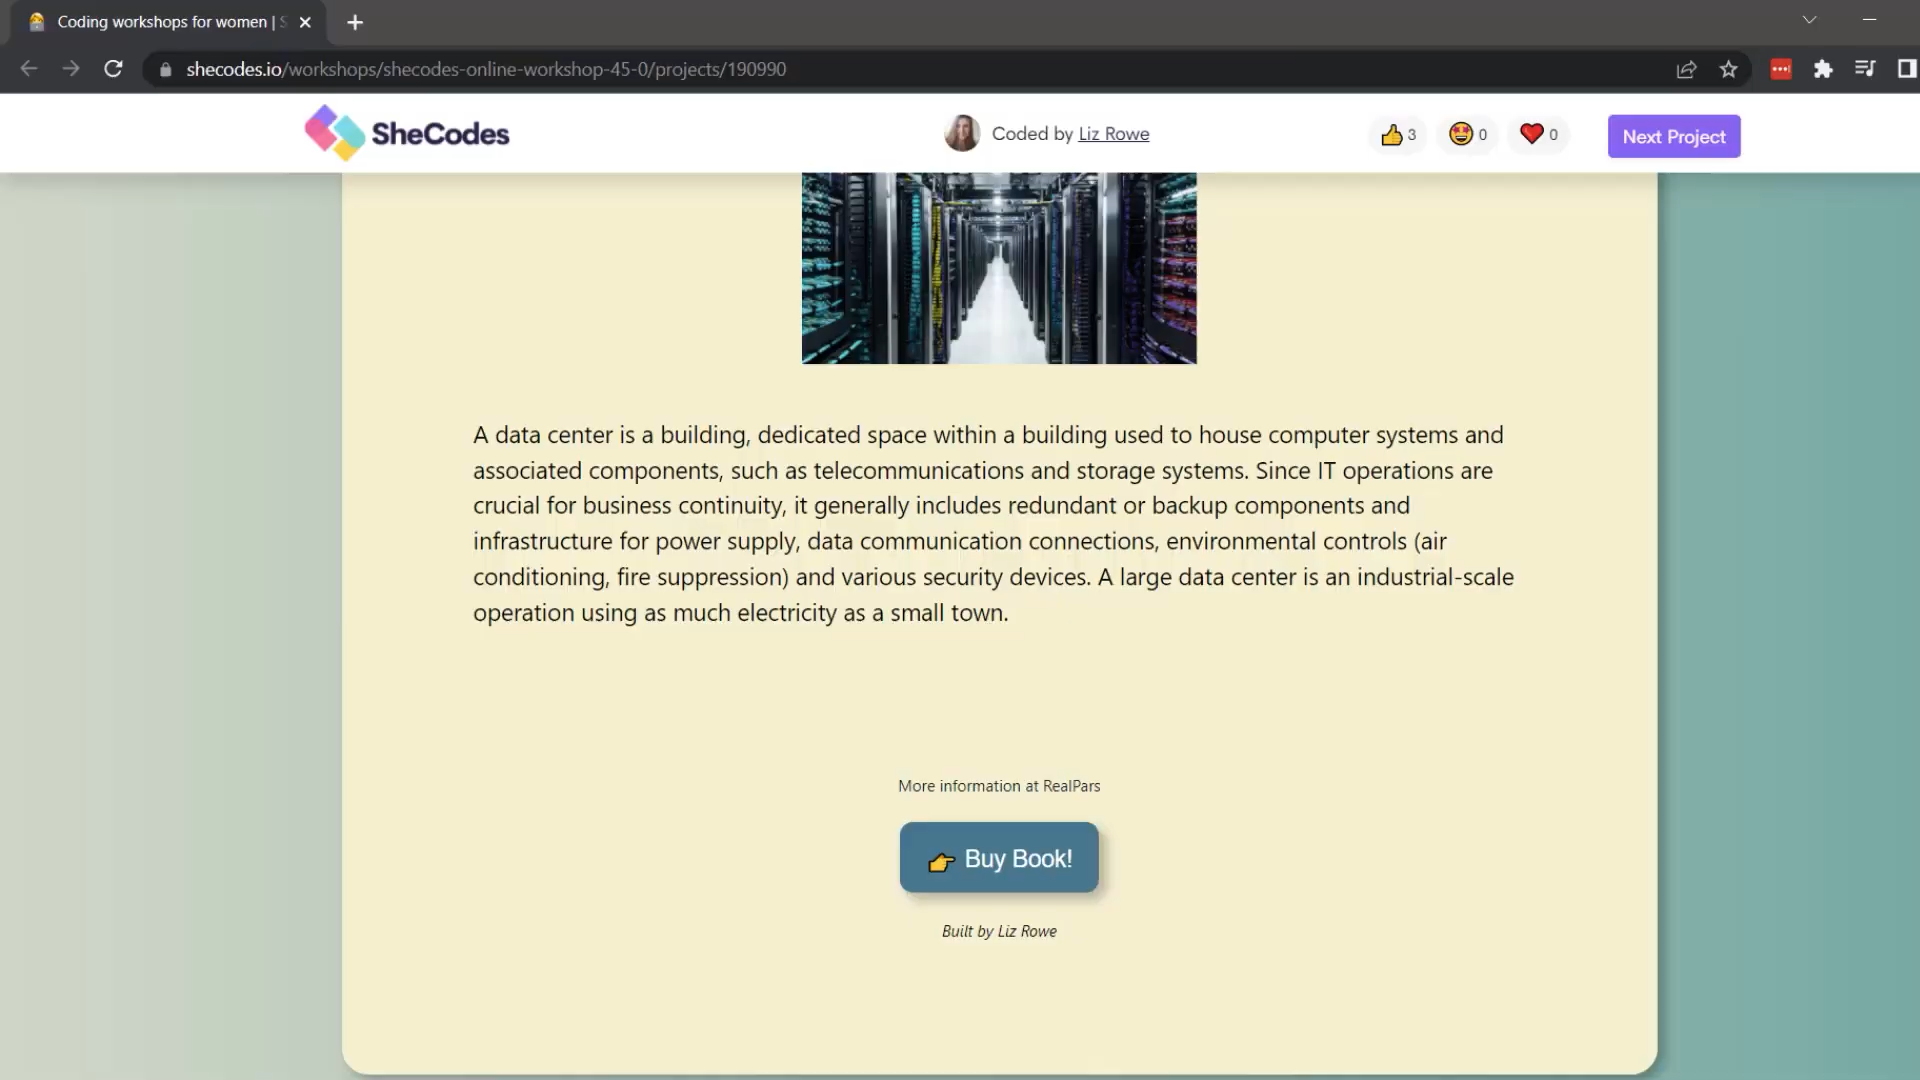 Coding workshops for women | S
shecodes.io/workshops/shecodes-online-workshop-45-0/projects/190990
SheCodes
Coded by Liz Rowe
3
0
0
Next Project
A data center is a building, dedicated space within a building used to house computer systems and
associated components, such as telecommunications and storage systems. Since IT operations are
crucial for business continuity, it generally includes redundant or backup components and
infrastructure for power supply, data communication connections, environmental controls (air
conditioning, fire suppression) and various security devices. A large data center is an industrial-scale
operation using as much electricity as a small town.
More information at RealPars
👉 Buy Book!
Built by Liz Rowe